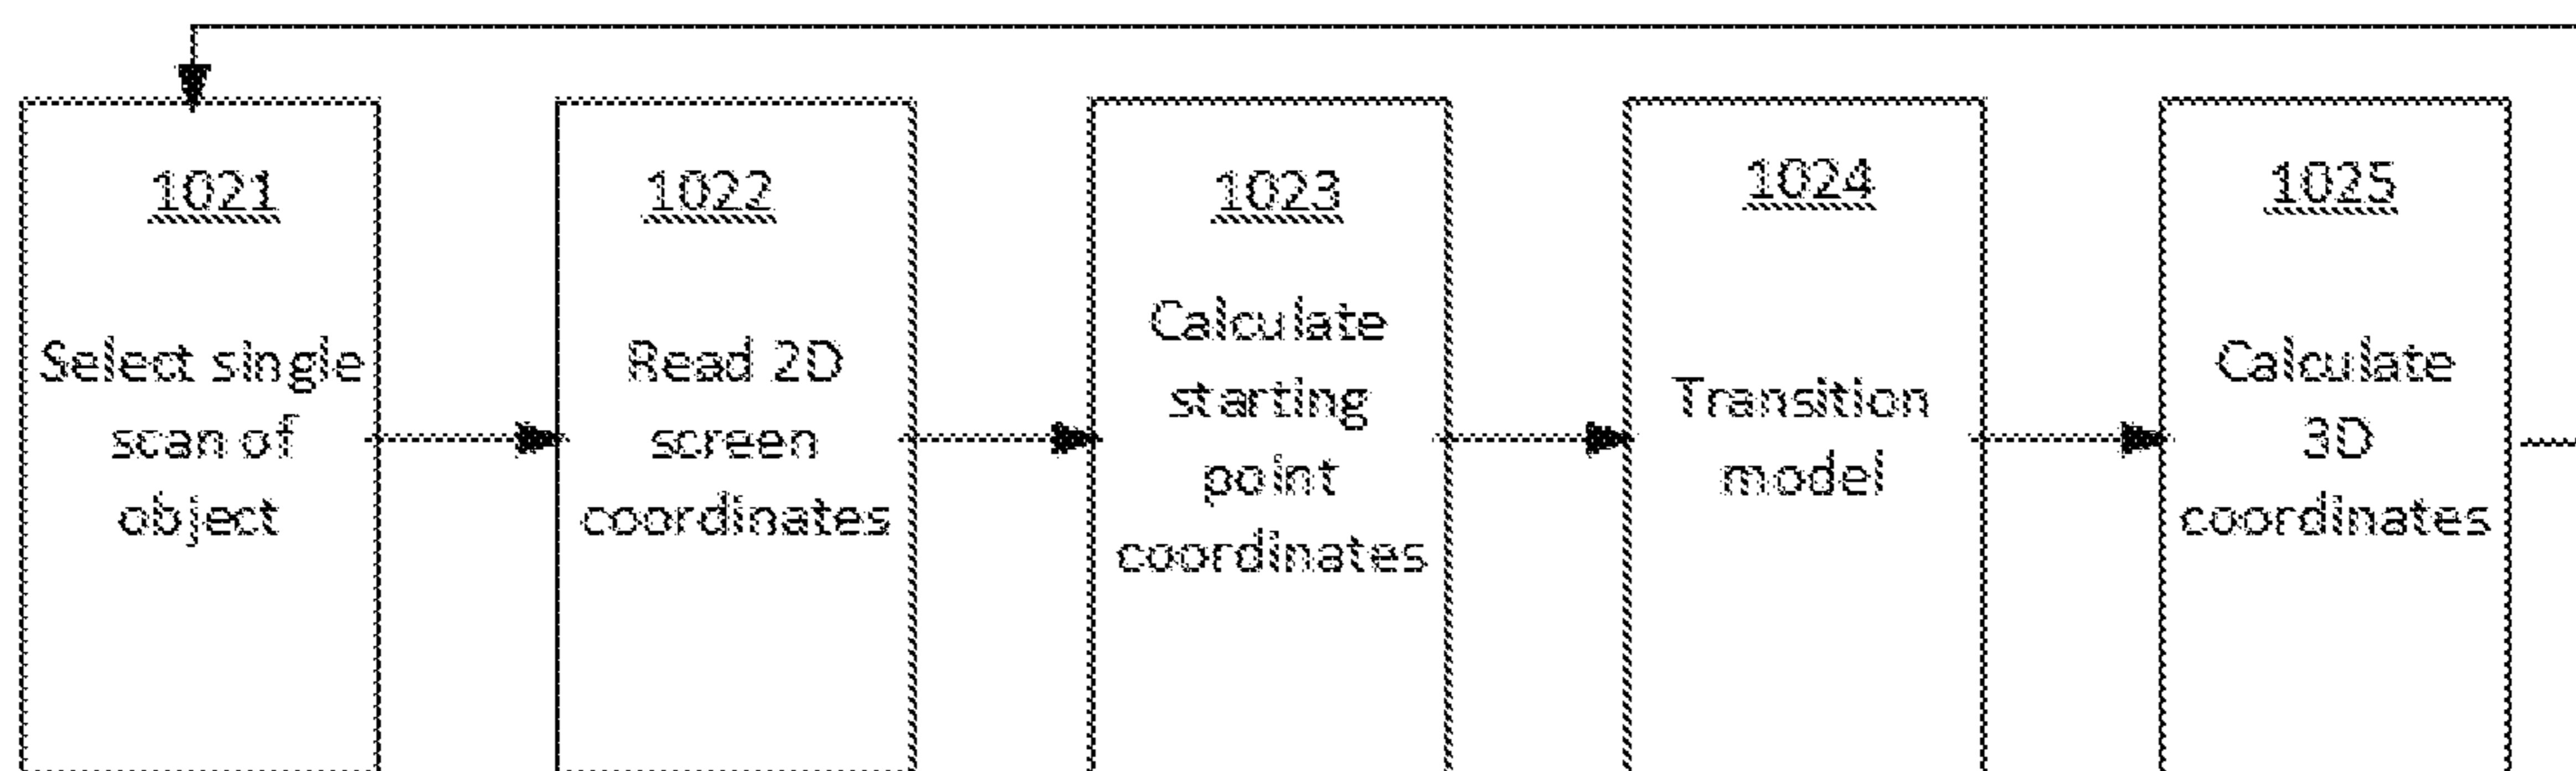 1021
Select single
scan of
object
1022
Read 2D
screen
coordinates
1023
Calculate
starting
point
coordinates
1024
Transition
model
1025
Calculate
3D
coordinates